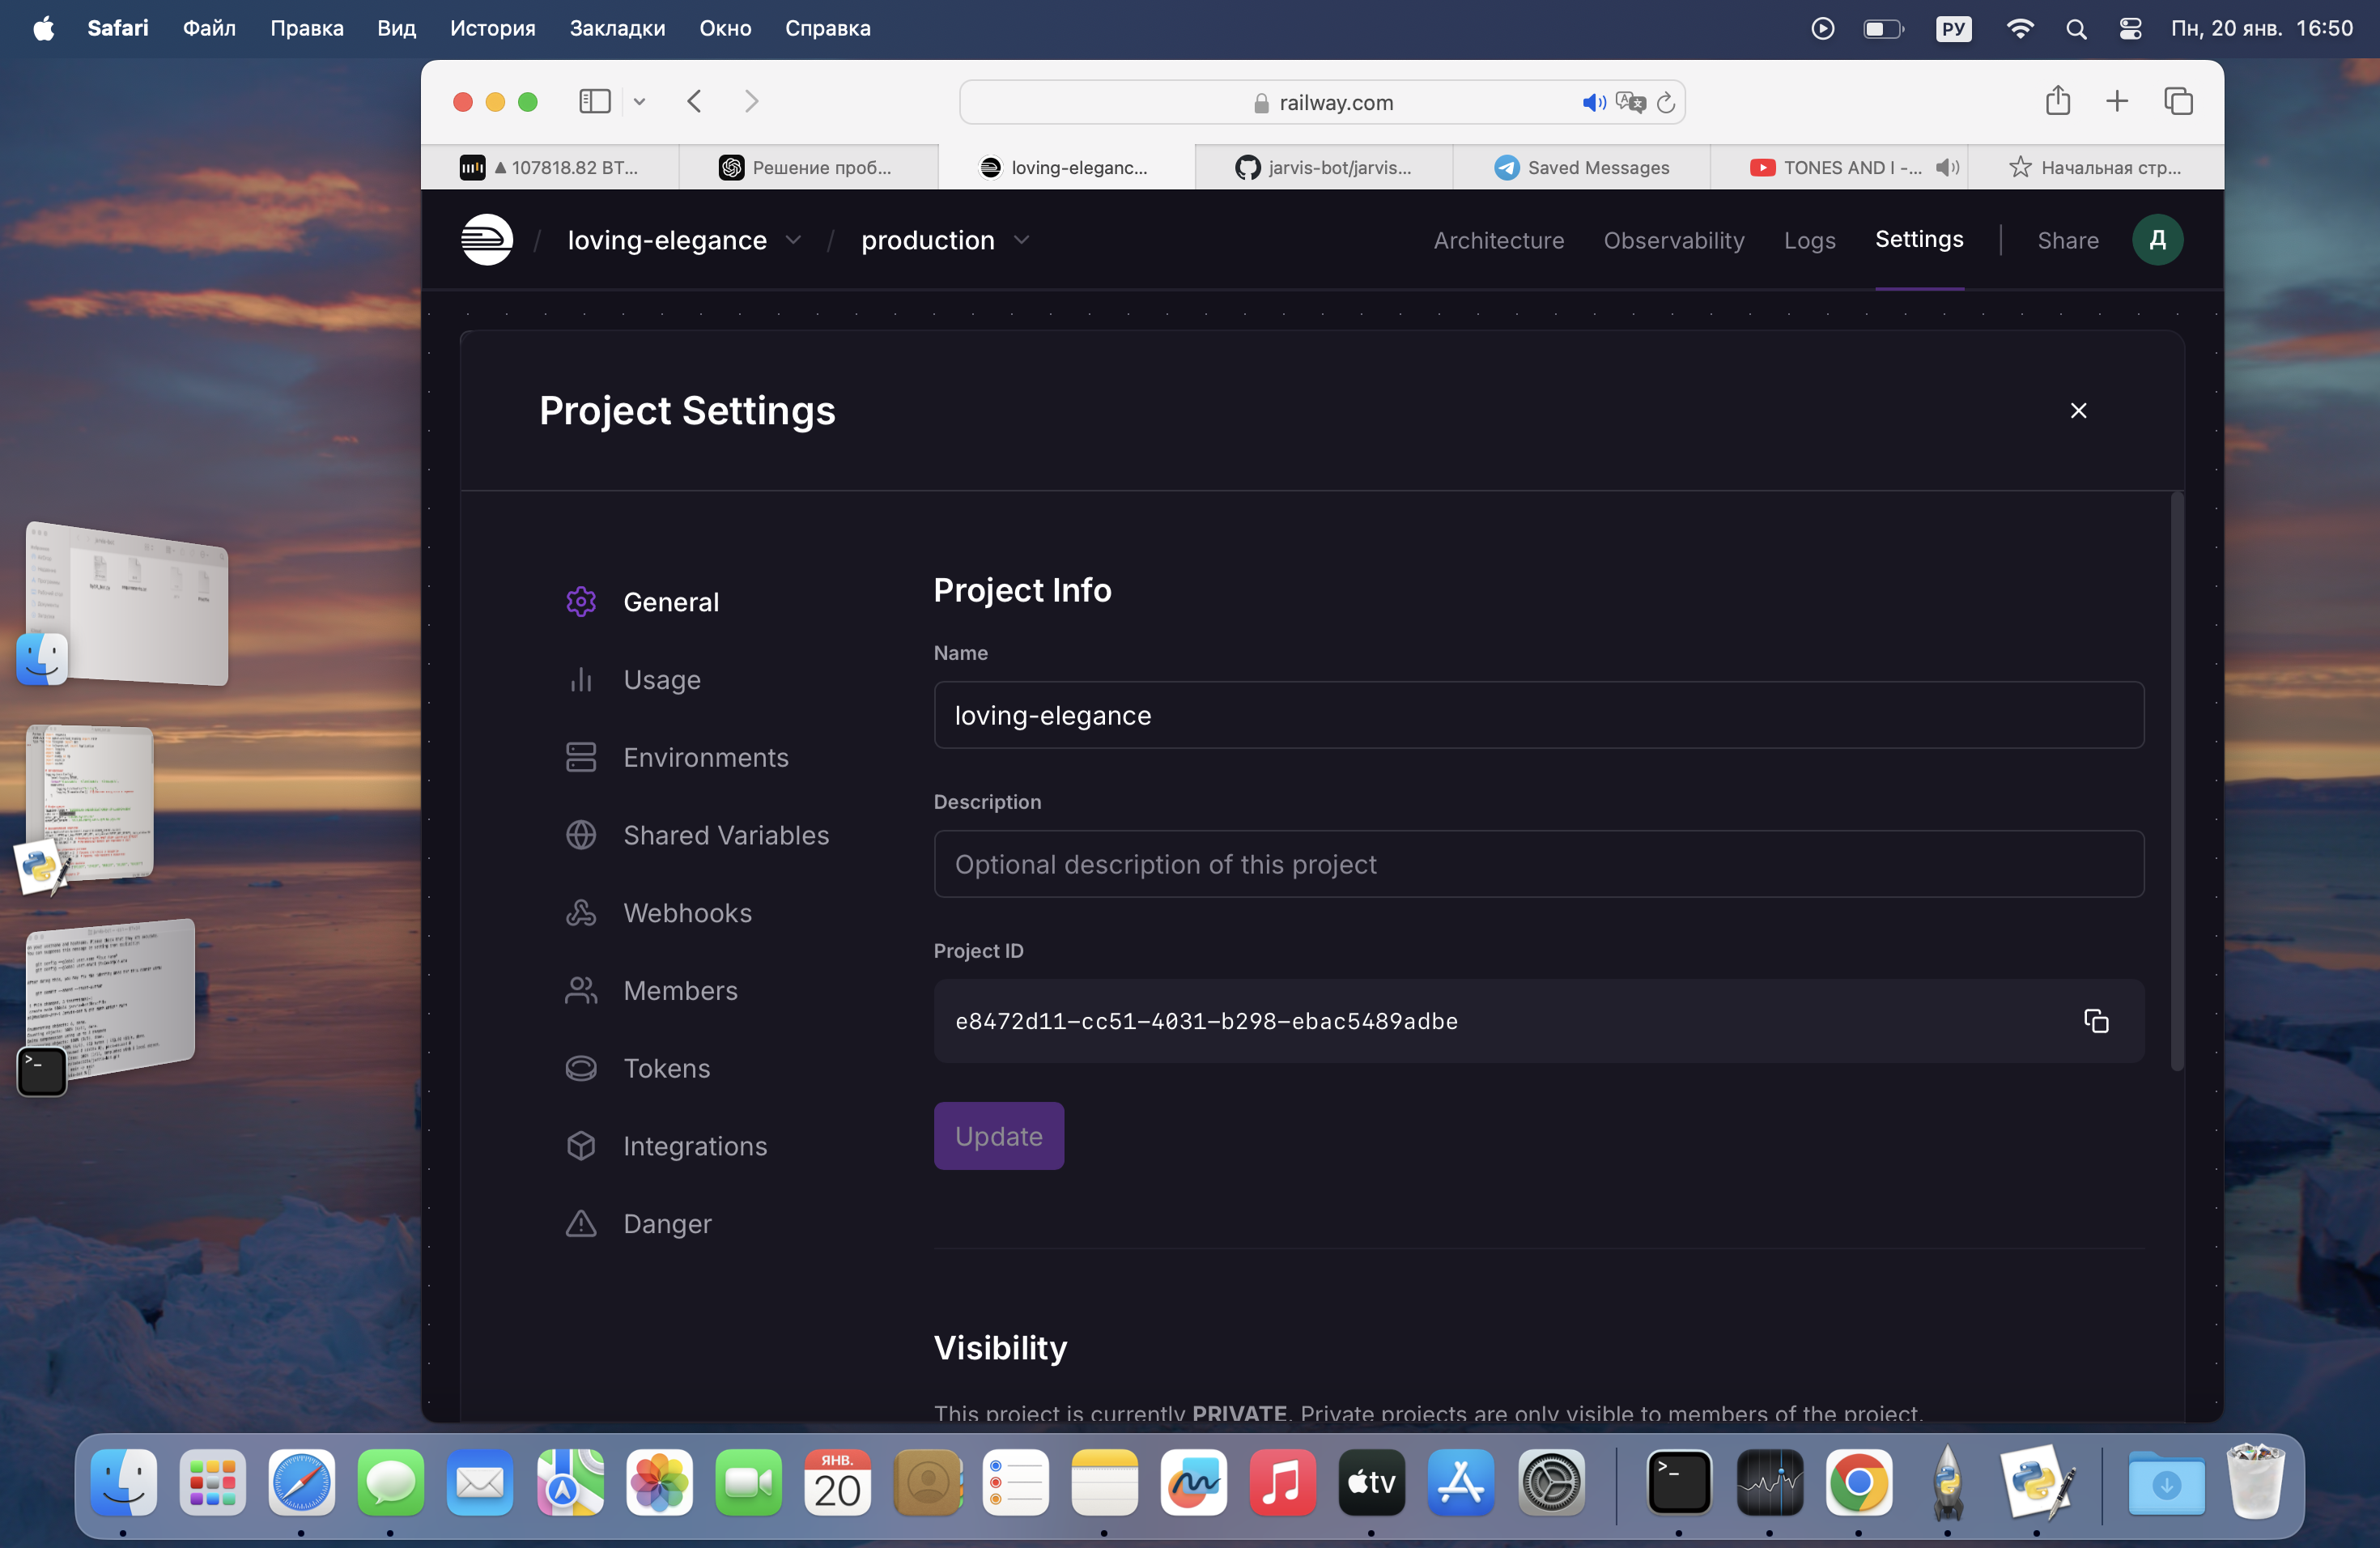 Safari Файл Правка Вид История Закладки Окно Справка РУ Пн, 20 янв. 16:50
railway.com
▲ 107818.82 BT... Решение проб... loving-eleganc... jarvis-bot/jarvis... Saved Messages TONES AND I -... Начальная стр...
/ loving-elegance / production Architecture Observability Logs Settings | Share Д
Project Settings
General
Usage
Environments
Shared Variables
Webhooks
Members
Tokens
Integrations
Danger
Project Info
Name
loving-elegance
Description
Optional description of this project
Project ID
e8472d11-cc51-4031-b298-ebac5489adbe
Update
Visibility
This project is currently PRIVATE. Private projects are only visible to members of the project.
ЯНВ.
20
tv